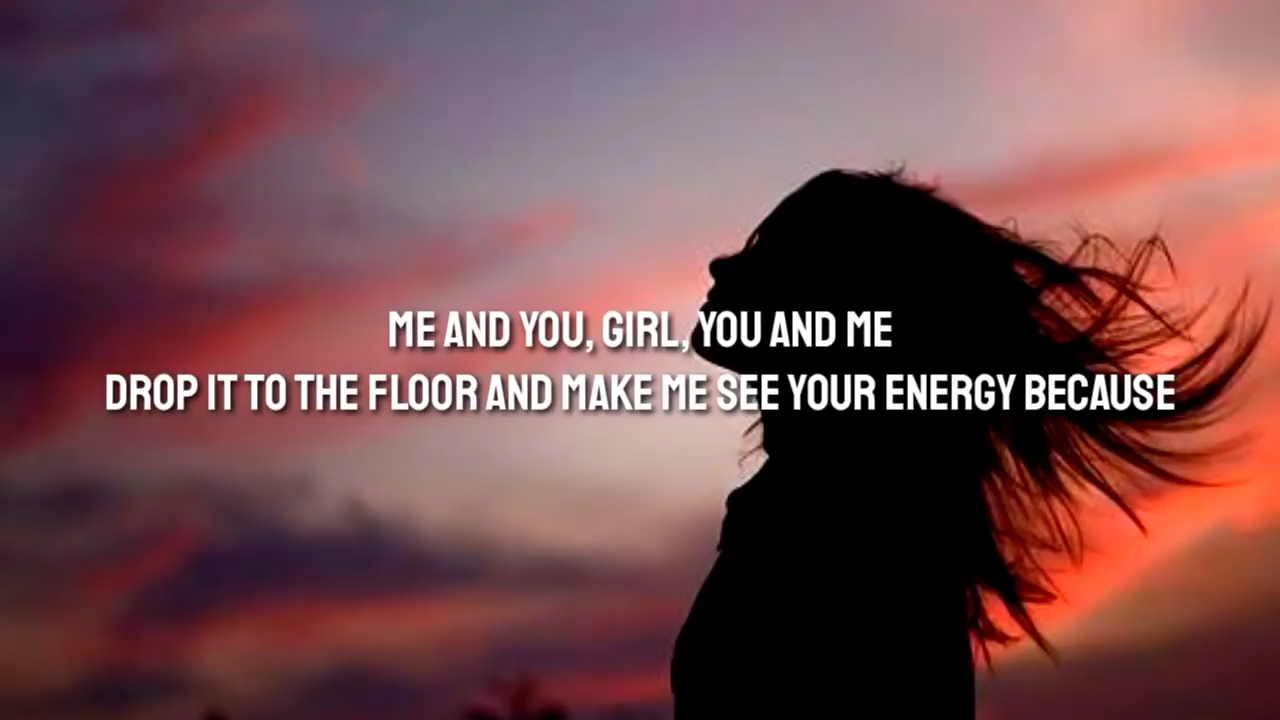 ME AND YOU, GIRL, YOU AND ME
DROP IT TO THE FLOOR AND MAKE ME SEE YOUR ENERGY BECAUSE